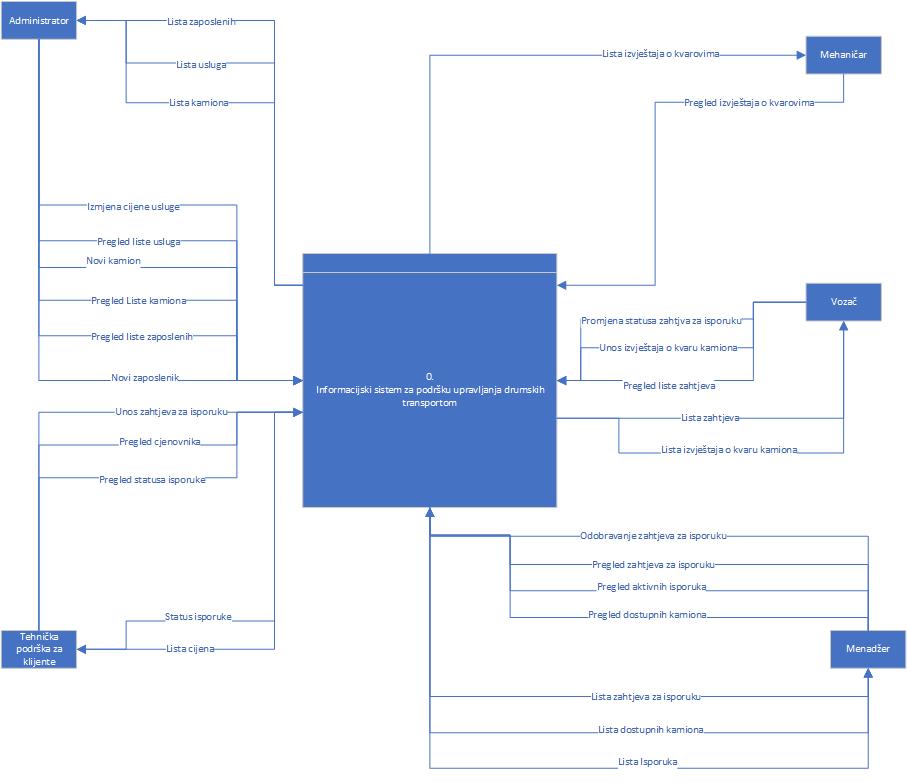 Administrator
Lista zaposlenih
Lista usluga
Lista kamiona
Lista izvještaja o kvarovima
Mehaničar
Pregled izvještaja o kvarovima
Izmjena cijene usluge
Pregled liste usluga
Novi kamion
Pregled Liste kamiona
Pregled liste zaposlenih
Novi zaposlenik
Unos zahtjeva za isporuku
Pregled cjenovnika
Pregled statusa isporuke
0.
Informacijski sistem za podršku upravljanja drumskih
transportom
Vozač
Promjena statusa zahtjva za isporuku
Unos izvještaja o kvaru kamiona
Pregled liste zahtjeva
Lista zahtjeva
Lista izvještaja o kvaru kamiona
Status isporuke
Lista cijena
Tehnička
podrška za
klijente
Odobravanje zahtjeva za isporuku
Pregled zahtjeva za isporuku
Pregled aktivnih isporuka
Pregled dostupnih kamiona
Menadžer
Lista zahtjeva za isporuku
Lista dostupnih kamiona
Lista Isporuka